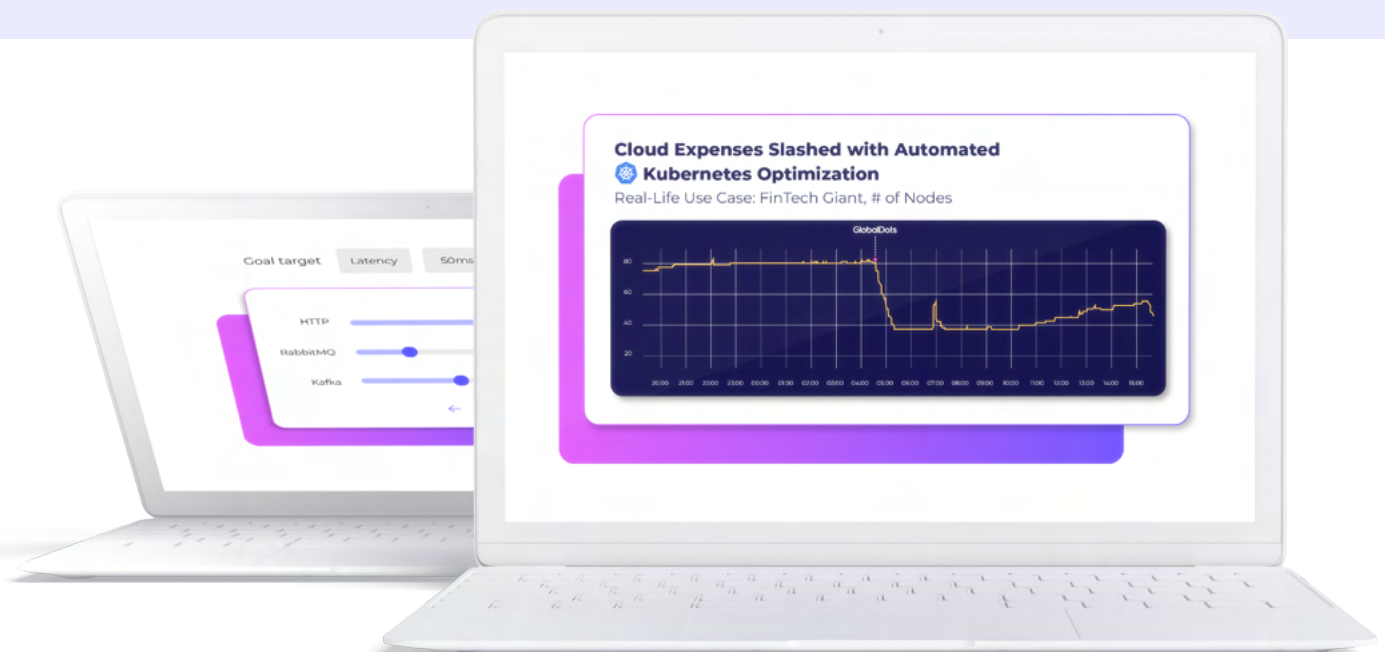 Cloud Expenses Slashed with Automated
Kubernetes Optimization
Real-Life Use Case: FinTech Giant, # of Nodes
GlobalDots
80
60
40
20
20:00 21:00 22:00 23:00 00:00 01:00 02:00 03:00 04:00 05:00 06:00 07:00 08:00 09:00 10:00 11:00 12:00 13:00 14:00 15:00
Goal target Latency 50ms
HTTP
RabbitMQ
Kafka